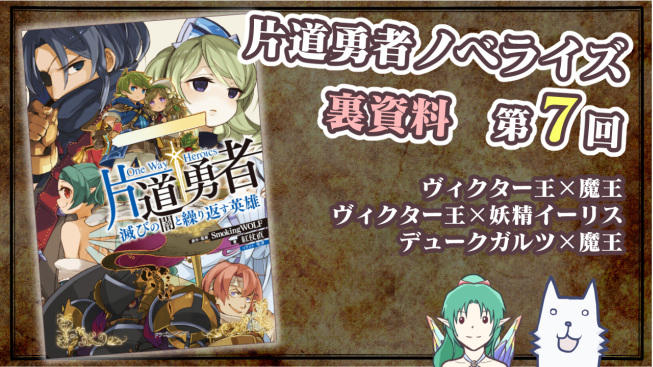 片道勇者ノベライズ
裏資料 第7回
ヴィクター王×魔王
ヴィクター王×妖精イーリス
デュークガルツ×魔王
One Way Heroics
片道勇者
滅びの闇と繰り返す英雄
SmokingWOLF
紅狂直